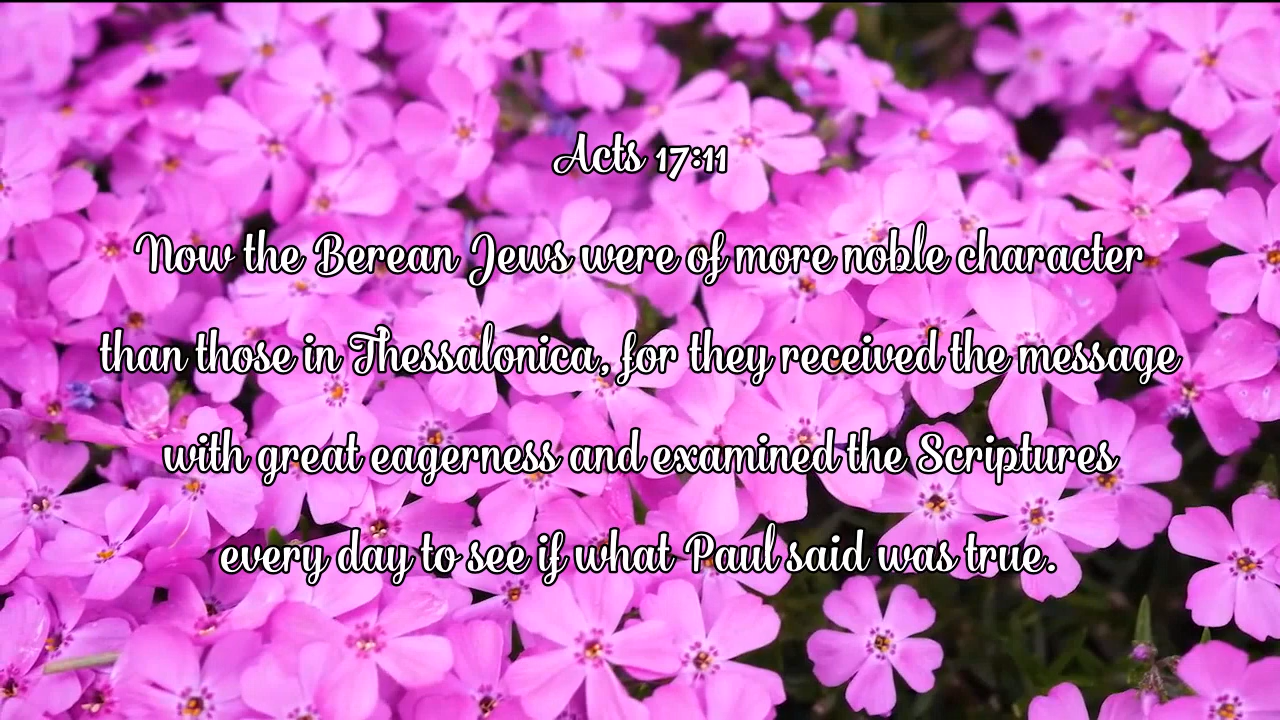 Acts 17:11
Now the Berean Jews were of more noble character
than those in Thessalonica, for they received the message
with great eagerness and examined the Scriptures
every day to see if what Paul said was true.